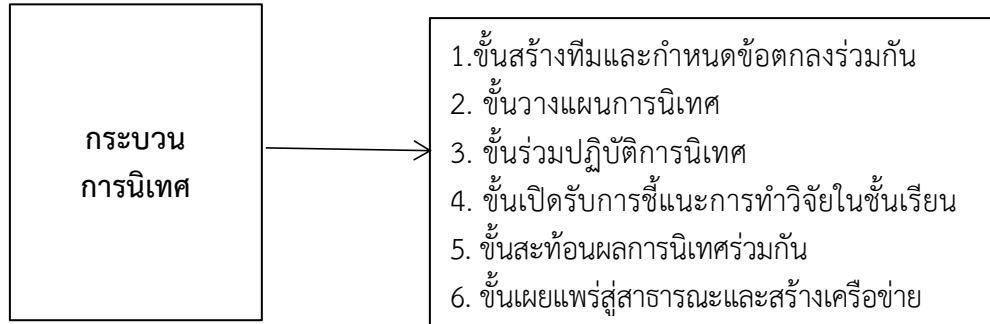 กระบวน
การนิเทศ
1.ขั้นสร้างทีมและกำหนดข้อตกลงร่วมกัน
2. ขั้นวางแผนการนิเทศ
3. ขั้นร่วมปฏิบัติการนิเทศ
4. ขั้นเปิดรับการชี้แนะการทำวิจัยในชั้นเรียน
5. ขั้นสะท้อนผลการนิเทศร่วมกัน
6. ขั้นเผยแพร่สู่สาธารณะและสร้างเครือข่าย